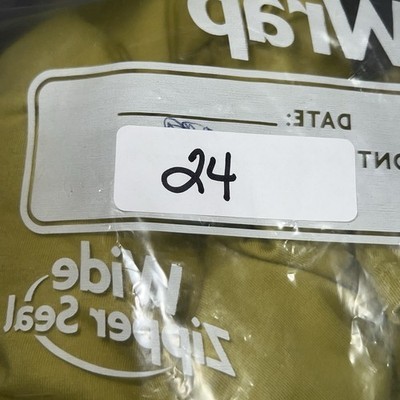 Wrap
DATE:
24
Wide
Zipper Seal